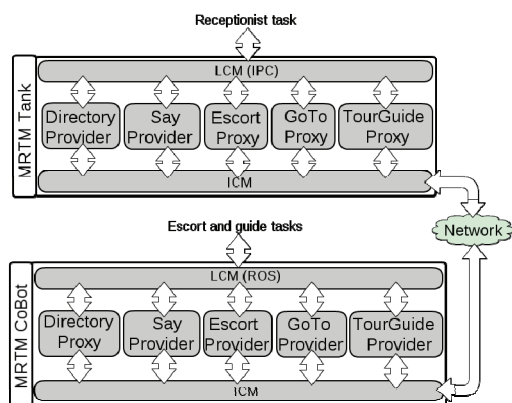 Receptionist task
MRTM Tank
LCM (IPC)
Directory Provider
Say Provider
Escort Proxy
GoTo Proxy
TourGuide Proxy
ICM
Network
Escort and guide tasks
MRTM CoBot
LCM (ROS)
Directory Proxy
Say Provider
Escort Provider
GoTo Provider
TourGuide Provider
ICM